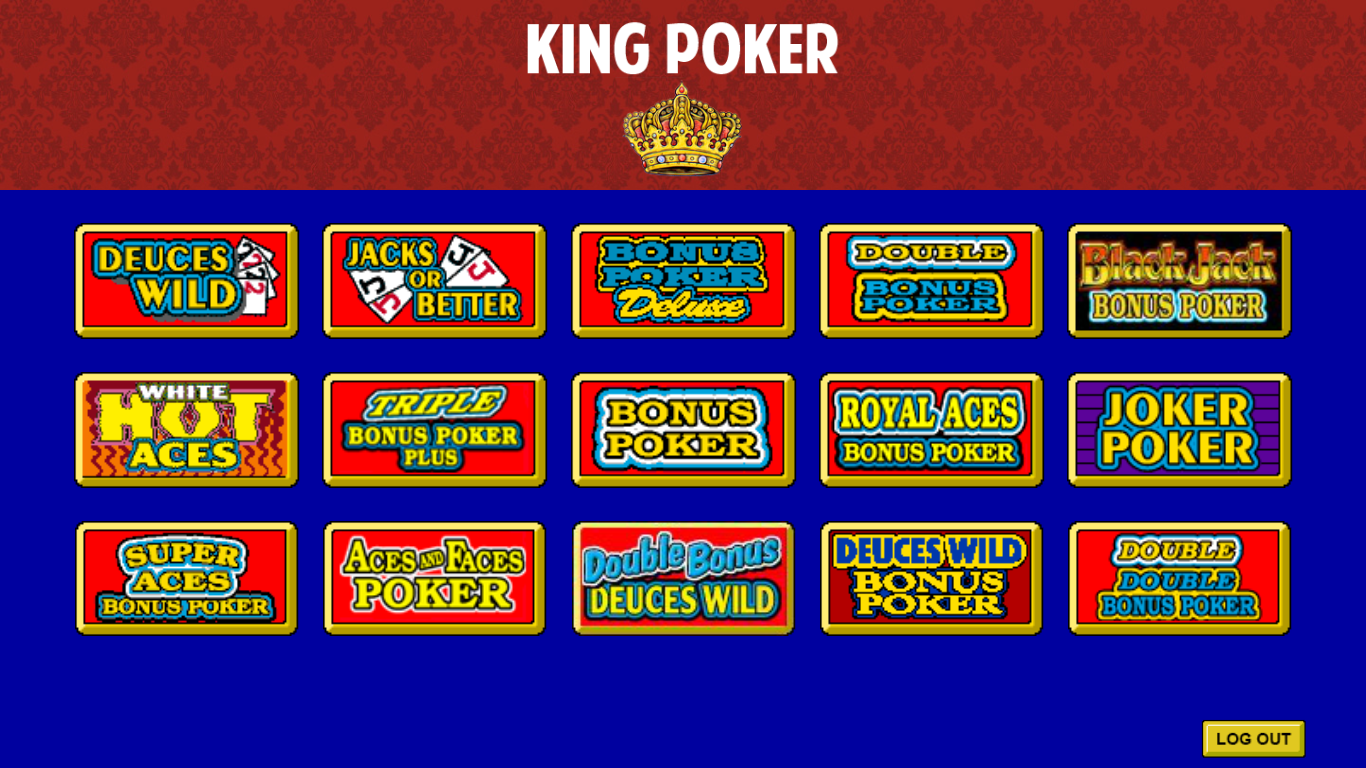 KING POKER
DEUCES
WILD
JACKS
OR
BETTER
BONUS
POKER
Deluxe
DOUBLE
BONUS
POKER
Black Jack
BONUS POKER
WHITE
HOT
ACES
TRIPLE
BONUS POKER
PLUS
BONUS
POKER
ROYAL ACES
BONUS POKER
JOKER
POKER
SUPER
ACES
BONUS POKER
ACES AND FACES
POKER
Double Bonus
DEUCES WILD
DEUCES WILD
BONUS
POKER
DOUBLE
DOUBLE
BONUS POKER
LOG OUT